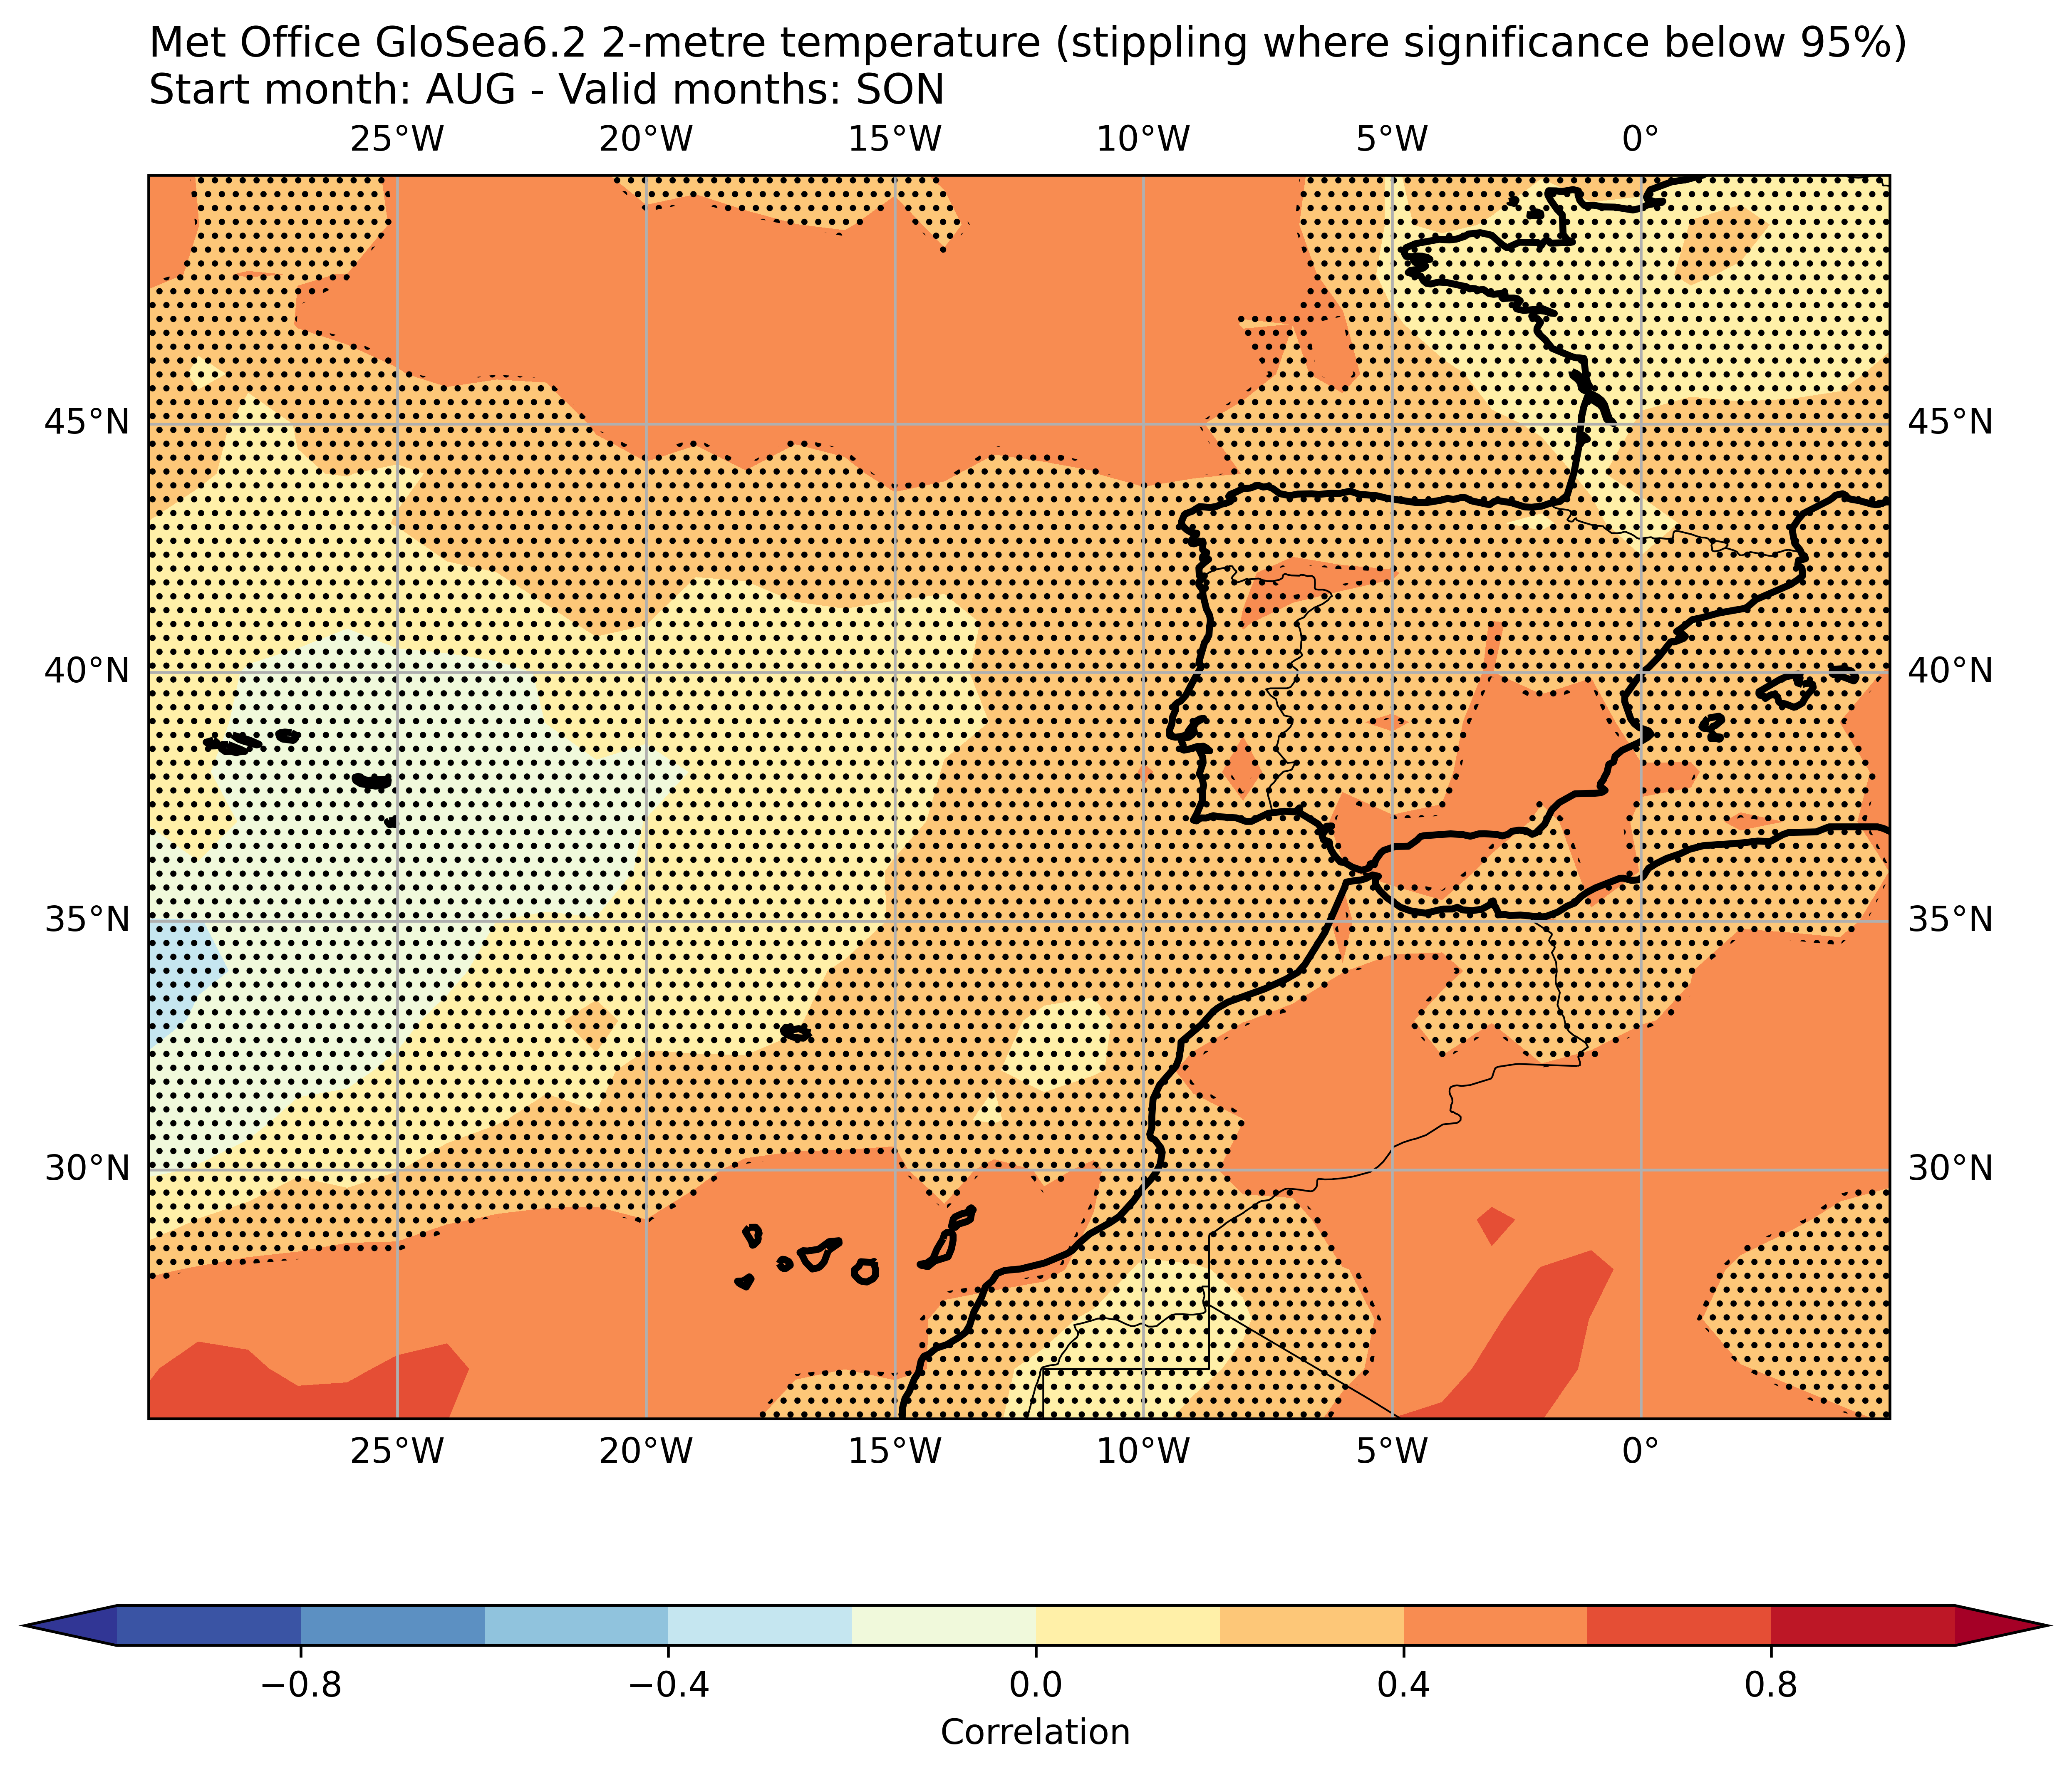 Met Office GloSea6.2 2-metre temperature (stippling where significance below 95%)
Start month: AUG - Valid months: SON
25°W 20°W 15°W 10°W 5°W 0°
45°N 45°N
40°N 40°N
35°N 35°N
30°N 30°N
25°W 20°W 15°W 10°W 5°W 0°
−0.8 −0.4 0.0 0.4 0.8
Correlation